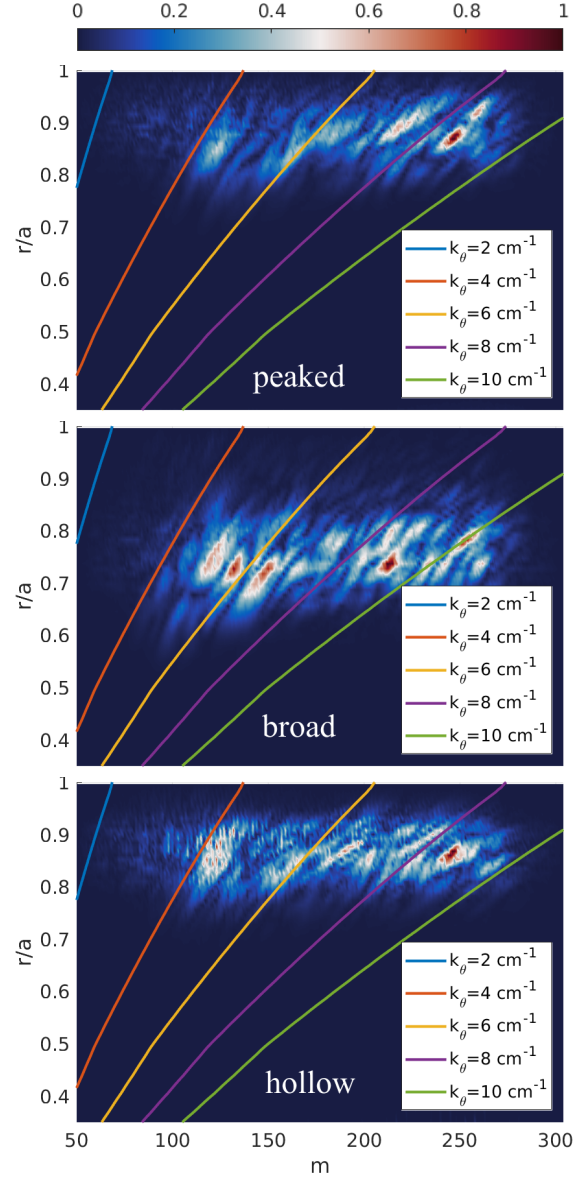 0 0.2 0.4 0.6 0.8 1
1
0.9
0.8
0.7
0.6
0.5
0.4
r/a
k_θ=2 cm^-1
k_θ=4 cm^-1
k_θ=6 cm^-1
k_θ=8 cm^-1
k_θ=10 cm^-1
peaked
1
0.9
0.8
0.7
0.6
0.5
0.4
r/a
k_θ=2 cm^-1
k_θ=4 cm^-1
k_θ=6 cm^-1
k_θ=8 cm^-1
k_θ=10 cm^-1
broad
1
0.9
0.8
0.7
0.6
0.5
0.4
r/a
k_θ=2 cm^-1
k_θ=4 cm^-1
k_θ=6 cm^-1
k_θ=8 cm^-1
k_θ=10 cm^-1
hollow
50 100 150 200 250 300
m